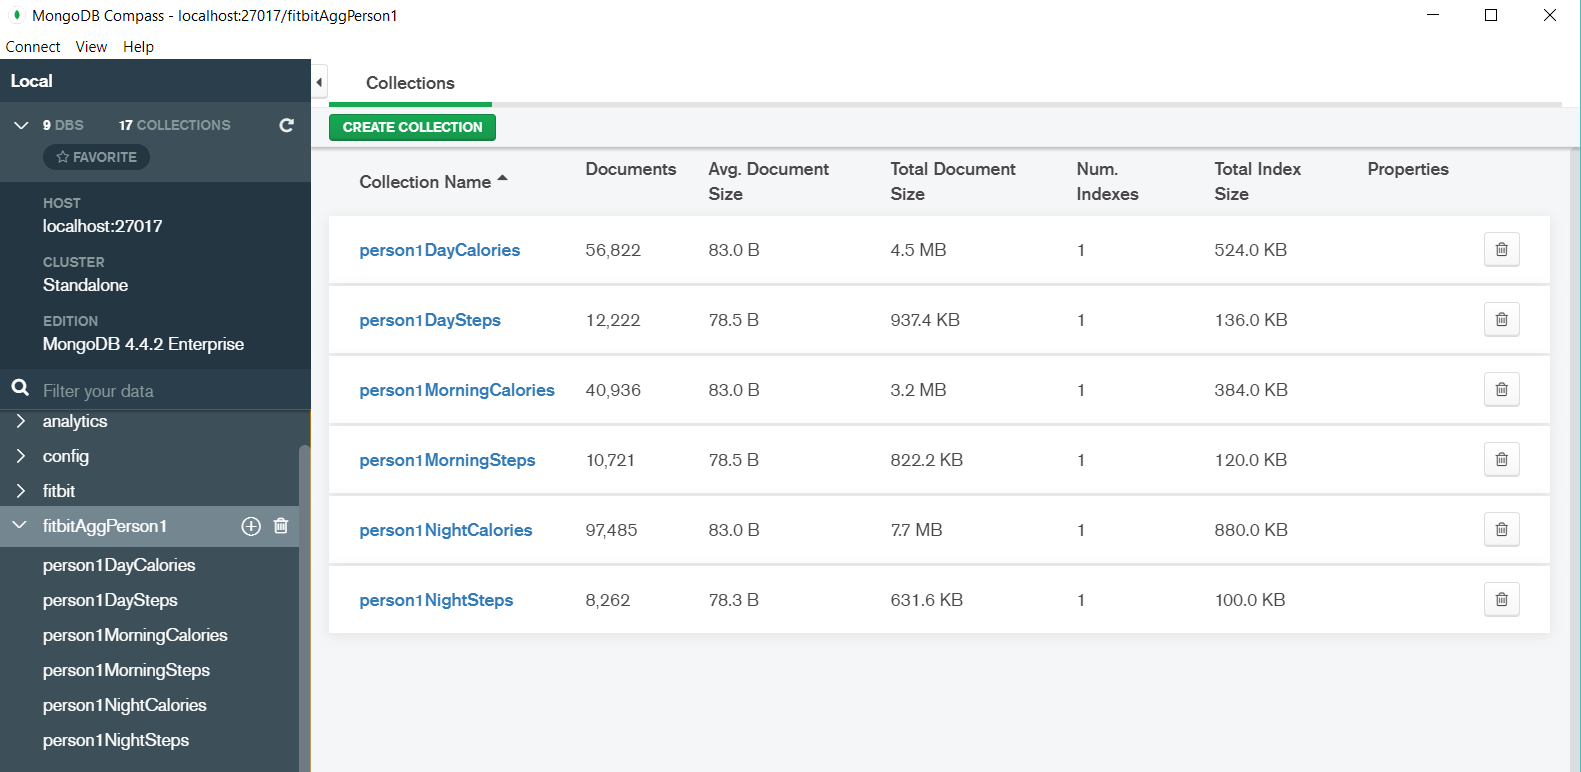 MongoDB Compass - localhost:27017/fitbitAggPerson1
Connect View Help
Local
9 DBS 17 COLLECTIONS
FAVORITE
HOST
localhost:27017
CLUSTER
Standalone
EDITION
MongoDB 4.4.2 Enterprise
Filter your data
analytics
config
fitbit
fitbitAggPerson1
person1DayCalories
person1DaySteps
person1MorningCalories
person1MorningSteps
person1NightCalories
person1NightSteps
Collections
CREATE COLLECTION
Collection Name Documents Avg. Document Size Total Document Size Num. Indexes Total Index Size Properties
person1DayCalories 56,822 83.0 B 4.5 MB 1 524.0 KB
person1DaySteps 12,222 78.5 B 937.4 KB 1 136.0 KB
person1MorningCalories 40,936 83.0 B 3.2 MB 1 384.0 KB
person1MorningSteps 10,721 78.5 B 822.2 KB 1 120.0 KB
person1NightCalories 97,485 83.0 B 7.7 MB 1 880.0 KB
person1NightSteps 8,262 78.3 B 631.6 KB 1 100.0 KB